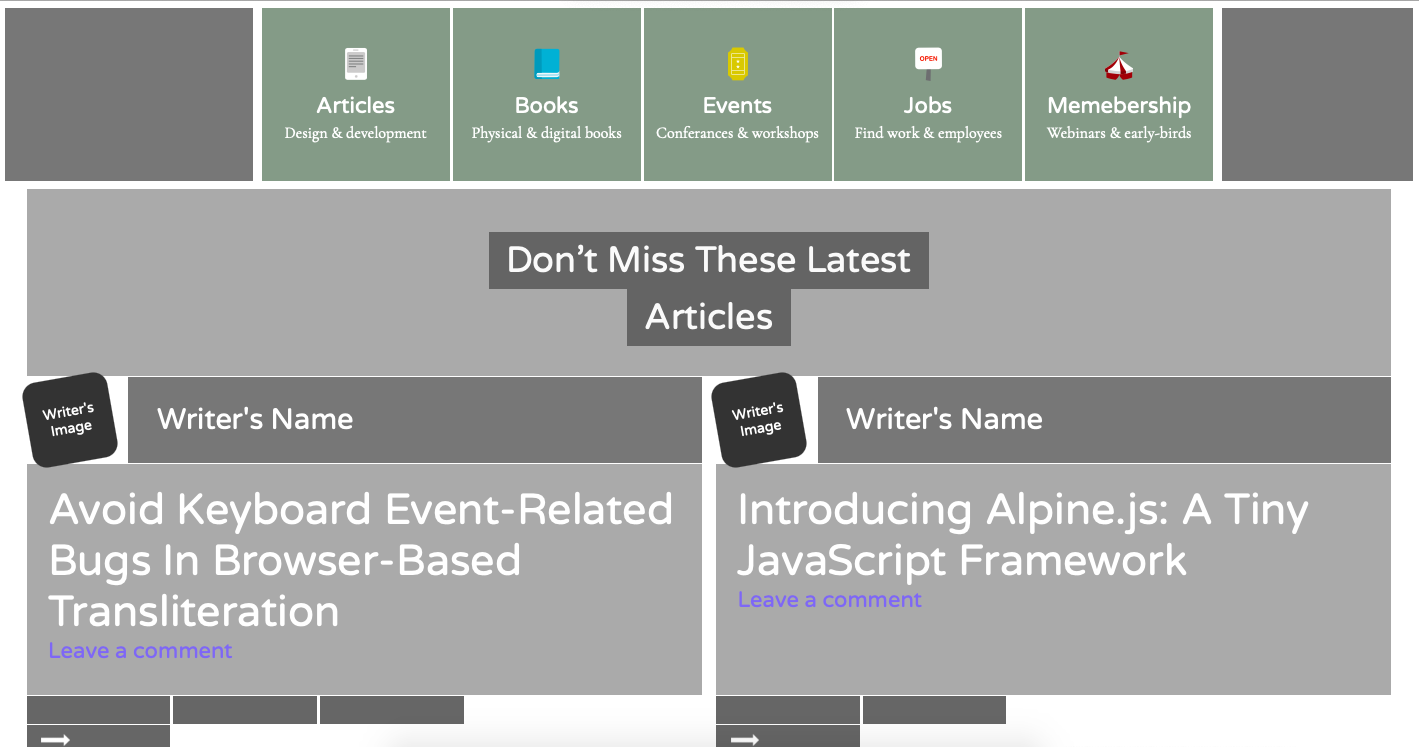 OPEN
Articles
Design & development
Books
Physical & digital books
Events
Conferances & workshops
Jobs
Find work & employees
Memebership
Webinars & early-birds
Don’t Miss These Latest
Articles
Writer's
Image
Writer's Name
Avoid Keyboard Event-Related
Bugs In Browser-Based
Transliteration
Leave a comment
Writer's
Image
Writer's Name
Introducing Alpine.js: A Tiny
JavaScript Framework
Leave a comment